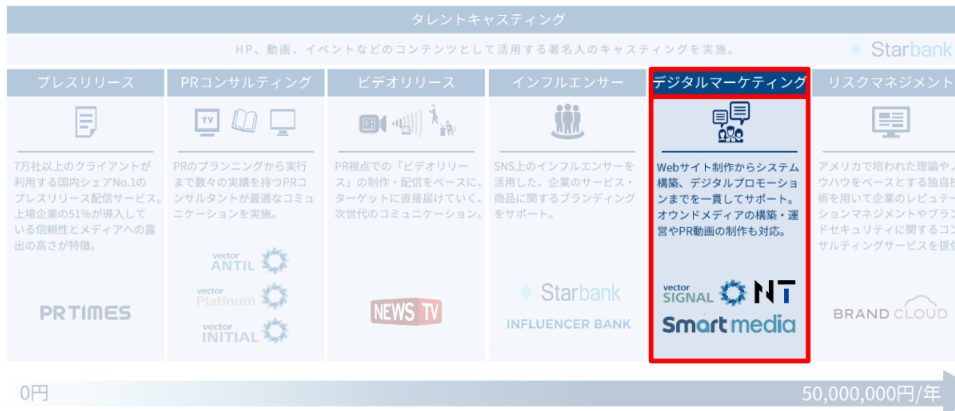 タレントキャスティング
HP、動画、イベントなどのコンテンツとして活用する著名人のキャスティングを実施。
Starbank
プレスリリース
7万社以上のクライアントが
利用する国内シェアNo.1の
プレスリリース配信サービス。
上場企業の51%が導入して
いる信頼性とメディアへの露
出の高さが特徴。
PRTIMES
PRコンサルティング
TV
PRのプランニングから実行
まで数々の実績を持つPRコ
ンサルタントが最適なコミュ
ニケーションを実施。
vector
ANTIL
vector
Platinum
vector
INITIAL
ビデオリリース
PR視点での「ビデオリリー
ス」の制作・配信をベースに、
ターゲットに直接届けていく、
次世代のコミュニケーション。
NEWS TV
インフルエンサー
SNS上のインフルエンサーを
活用した、企業のサービス・
商品に関するブランディング
をサポート。
Starbank
INFLUENCER BANK
デジタルマーケティング
Webサイト制作からシステム
構築、デジタルプロモーショ
ンまでを一貫してサポート。
オウンドメディアの構築・運
営やPR動画の制作も対応。
vector
SIGNAL
NT
Smartmedia
リスクマネジメント
アメリカで培われた理論やノ
ウハウをベースとする独自技
術を用いて企業のレピュテー
ションマネジメントやブラン
ドセキュリティに関するコン
サルティングサービスを提供
BRAND CLOUD
0円
50,000,000円/年